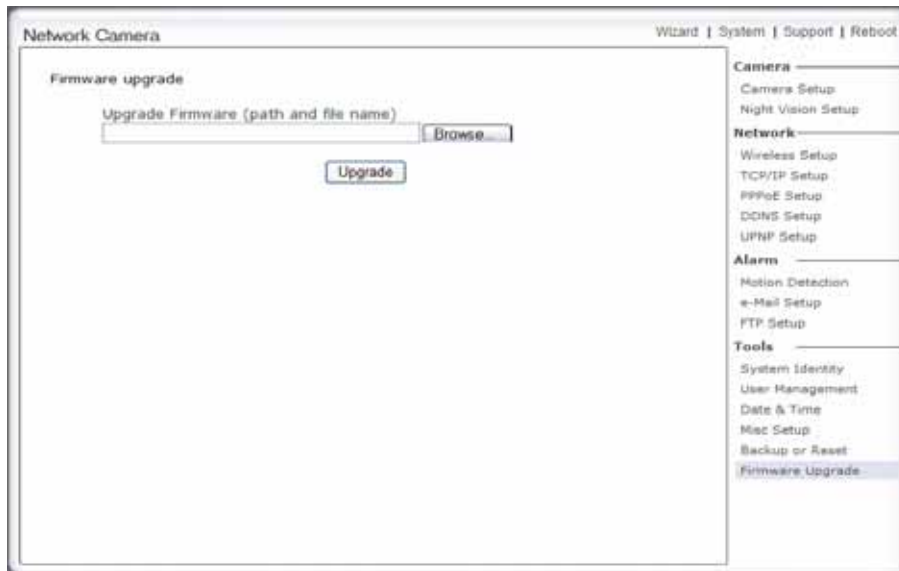 Network Camera
Wizard | System | Support | Reboot
Firmware upgrade
Upgrade Firmware (path and file name)
Browse...
Upgrade
Camera
Camera Setup
Night Vision Setup
Network
Wireless Setup
TCP/IP Setup
PPPoE Setup
DDNS Setup
UPNP Setup
Alarm
Motion Detection
e-Mail Setup
FTP Setup
Tools
System Identity
User Management
Date & Time
Misc Setup
Backup or Reset
Firmware Upgrade